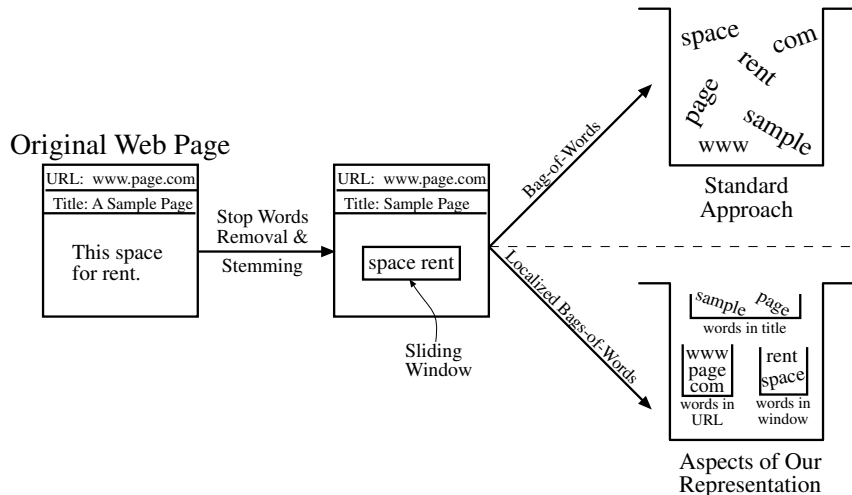 Original Web Page
URL: www.page.com
Title: A Sample Page
This space
for rent.
Stop Words
Removal &
Stemming
URL: www.page.com
Title: Sample Page
space rent
Sliding
Window
Bag-of-Words
Localized Bags-of-Words
space
com
rent
page
sample
www
Standard
Approach
sample page
words in title
www
page
com
words in
URL
rent
space
words in
window
Aspects of Our
Representation